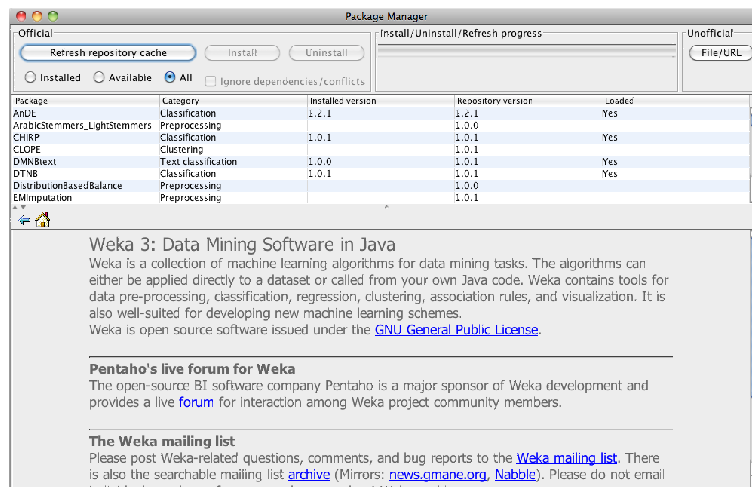 Package Manager
Official
Install/Uninstall/Refresh progress
Unofficial
Refresh repository cache
Install
Uninstall
File/URL
Installed
Available
All
Ignore dependencies/conflicts
Package Category Installed version Repository version Loaded
AnDE Classification 1.2.1 1.2.1 Yes
ArabicStemmers_LightStemmers Preprocessing 1.0.0
CHIRP Classification 1.0.1 1.0.1 Yes
CLOPE Clustering 1.0.1
DMNBtext Text classification 1.0.0 1.0.1 Yes
DTNB Classification 1.0.1 1.0.1 Yes
DistributionBasedBalance Preprocessing 1.0.0
EMImputation Preprocessing 1.0.1
Weka 3: Data Mining Software in Java
Weka is a collection of machine learning algorithms for data mining tasks. The algorithms can
either be applied directly to a dataset or called from your own Java code. Weka contains tools for
data pre-processing, classification, regression, clustering, association rules, and visualization. It is
also well-suited for developing new machine learning schemes.
Weka is open source software issued under the GNU General Public License.
Pentaho's live forum for Weka
The open-source BI software company Pentaho is a major sponsor of Weka development and
provides a live forum for interaction among Weka project community members.
The Weka mailing list
Please post Weka-related questions, comments, and bug reports to the Weka mailing list. There
is also the searchable mailing list archive (Mirrors: news.gmane.org, Nabble). Please do not email